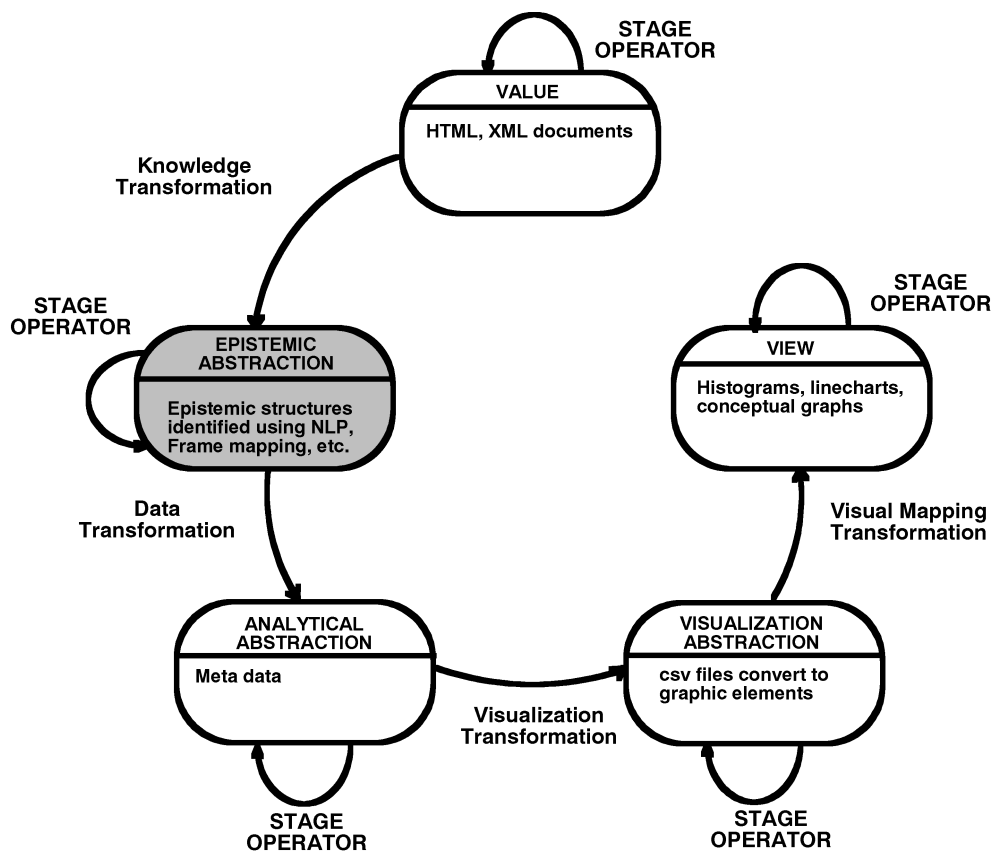 STAGE
OPERATOR
VALUE
HTML, XML documents
Knowledge
Transformation
STAGE
OPERATOR
EPISTEMIC
ABSTRACTION
Epistemic structures
identified using NLP,
Frame mapping, etc.
STAGE
OPERATOR
VIEW
Histograms, linecharts,
conceptual graphs
Data
Transformation
Visual Mapping
Transformation
ANALYTICAL
ABSTRACTION
Meta data
Visualization
Transformation
VISUALIZATION
ABSTRACTION
csv files convert to
graphic elements
STAGE
OPERATOR
STAGE
OPERATOR